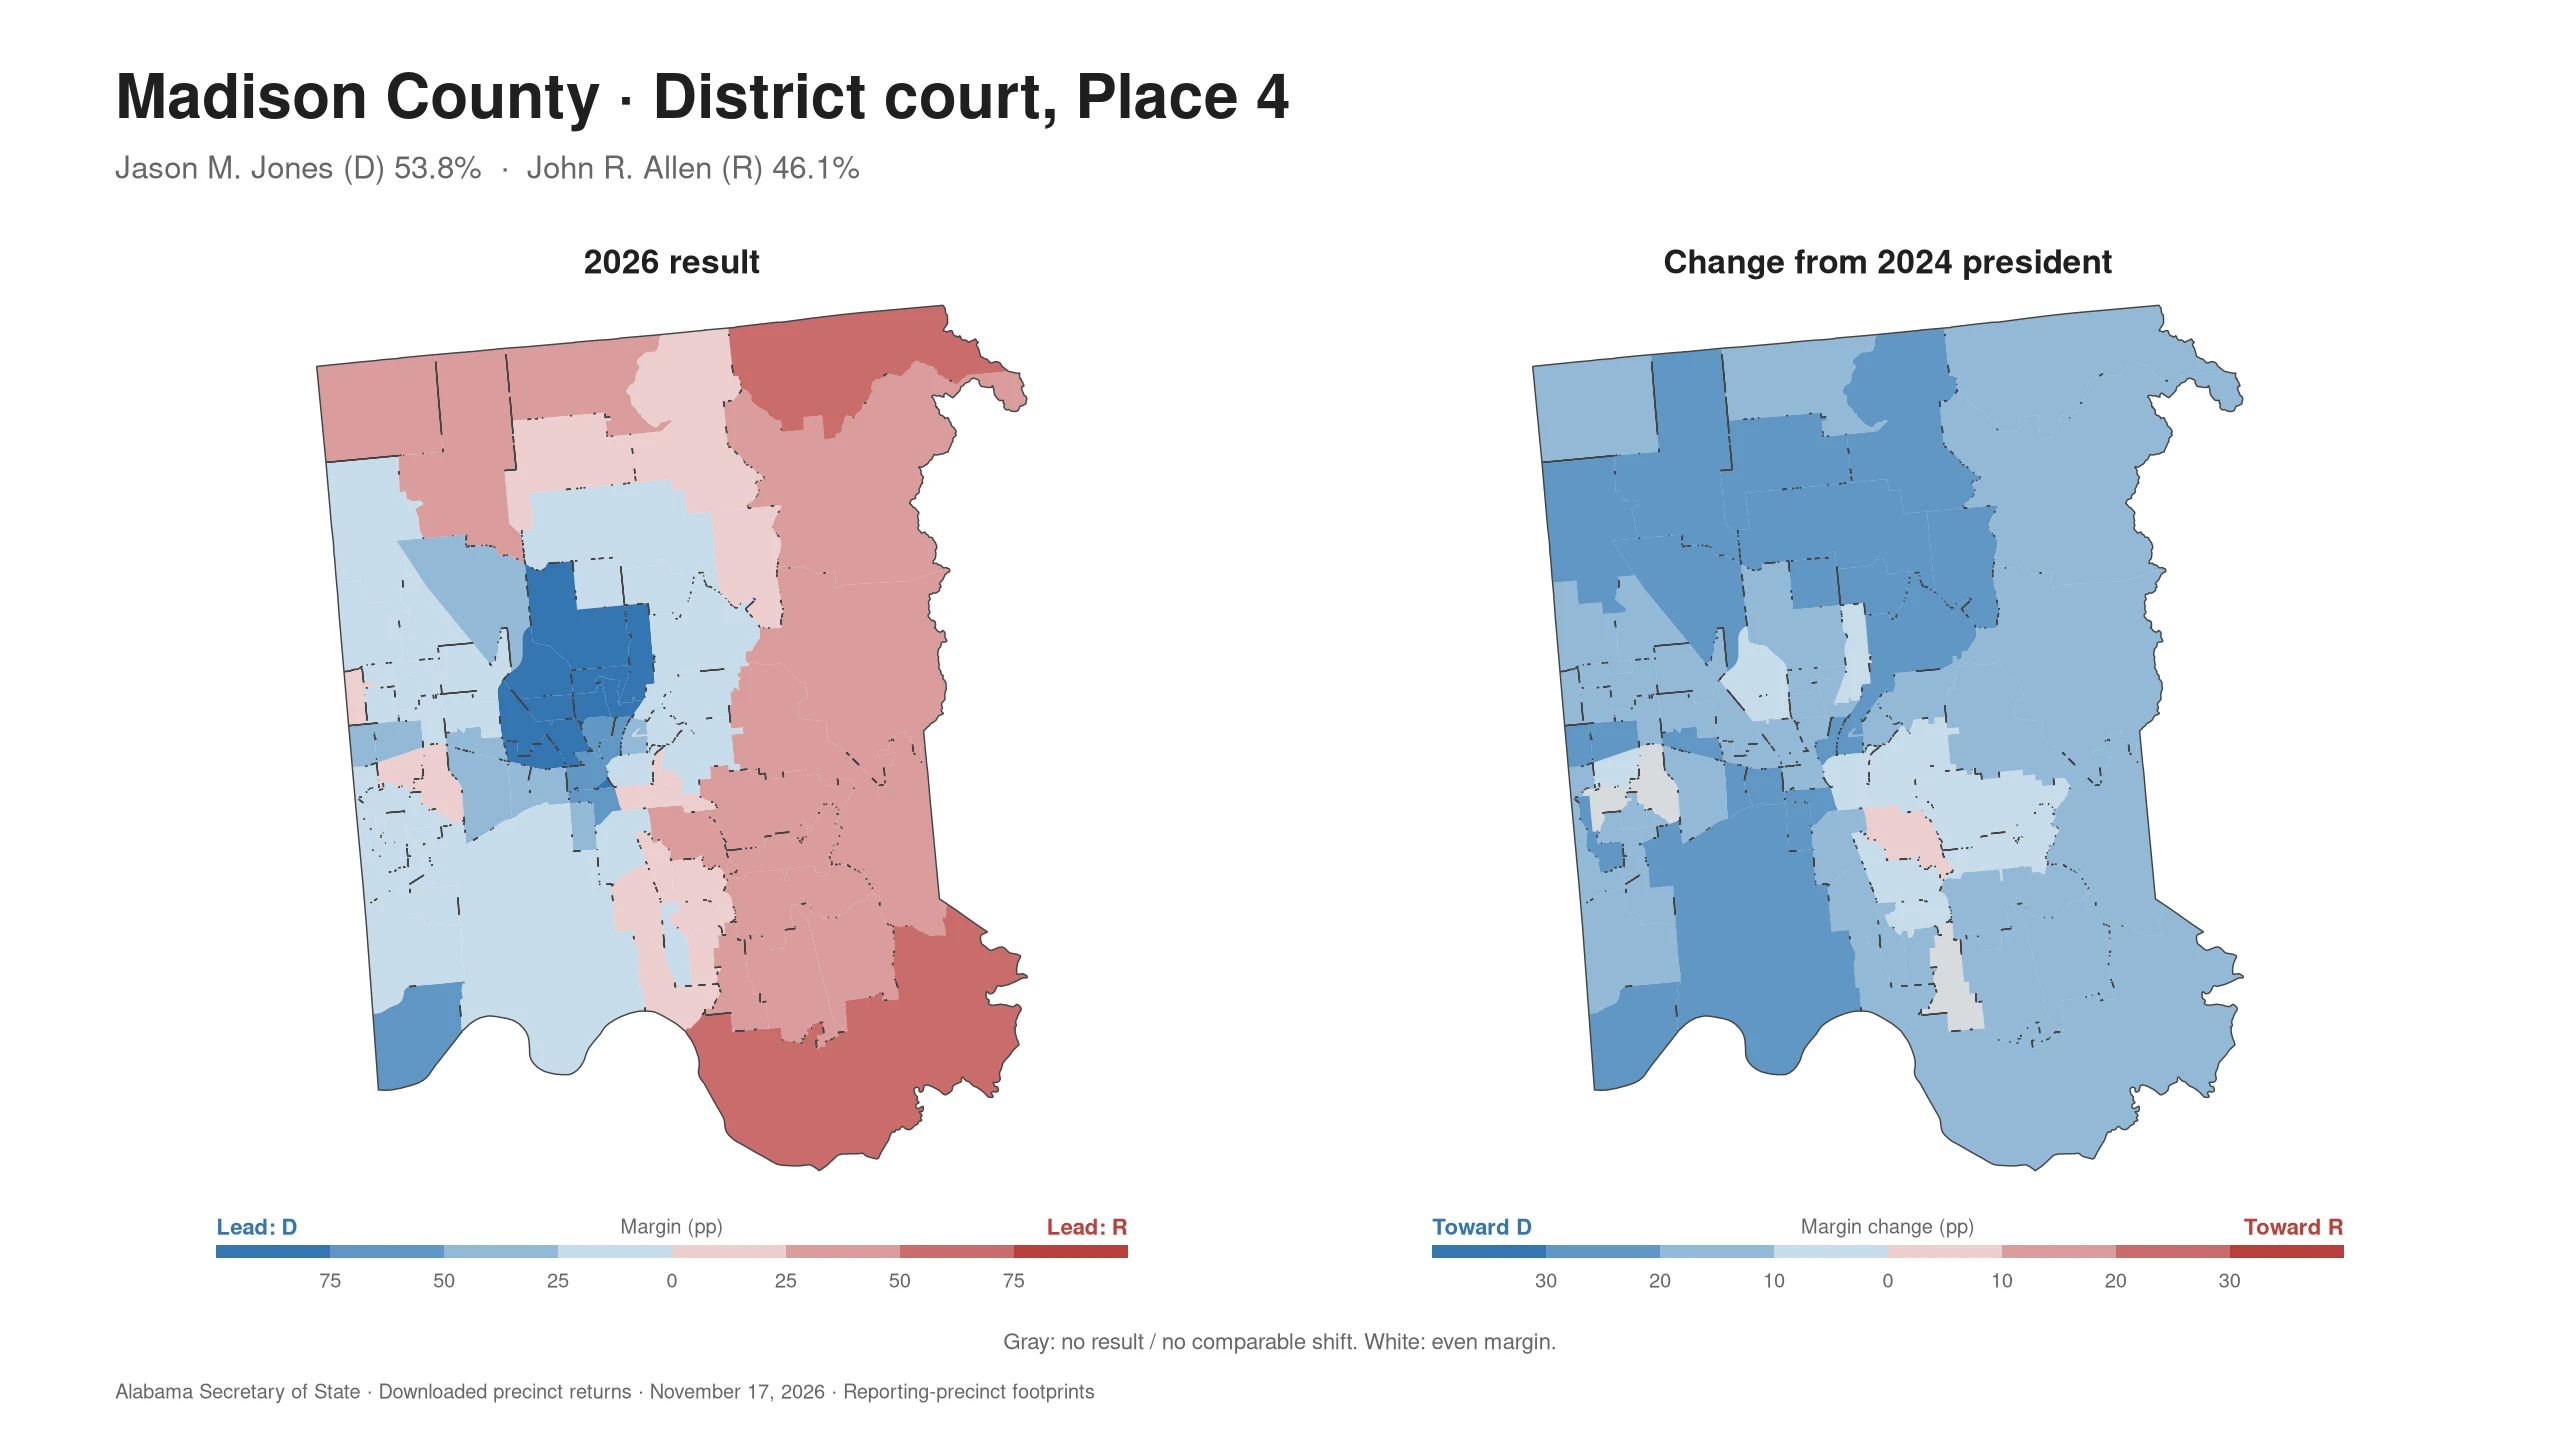 Madison County · District court, Place 4
Jason M. Jones (D) 53.8% · John R. Allen (R) 46.1%
2026 result
Change from 2024 president
Lead: D Margin (pp) Lead: R
75 50 25 0 25 50 75
Toward D Margin change (pp) Toward R
30 20 10 0 10 20 30
Gray: no result / no comparable shift. White: even margin.
Alabama Secretary of State · Downloaded precinct returns · November 17, 2026 · Reporting-precinct footprints